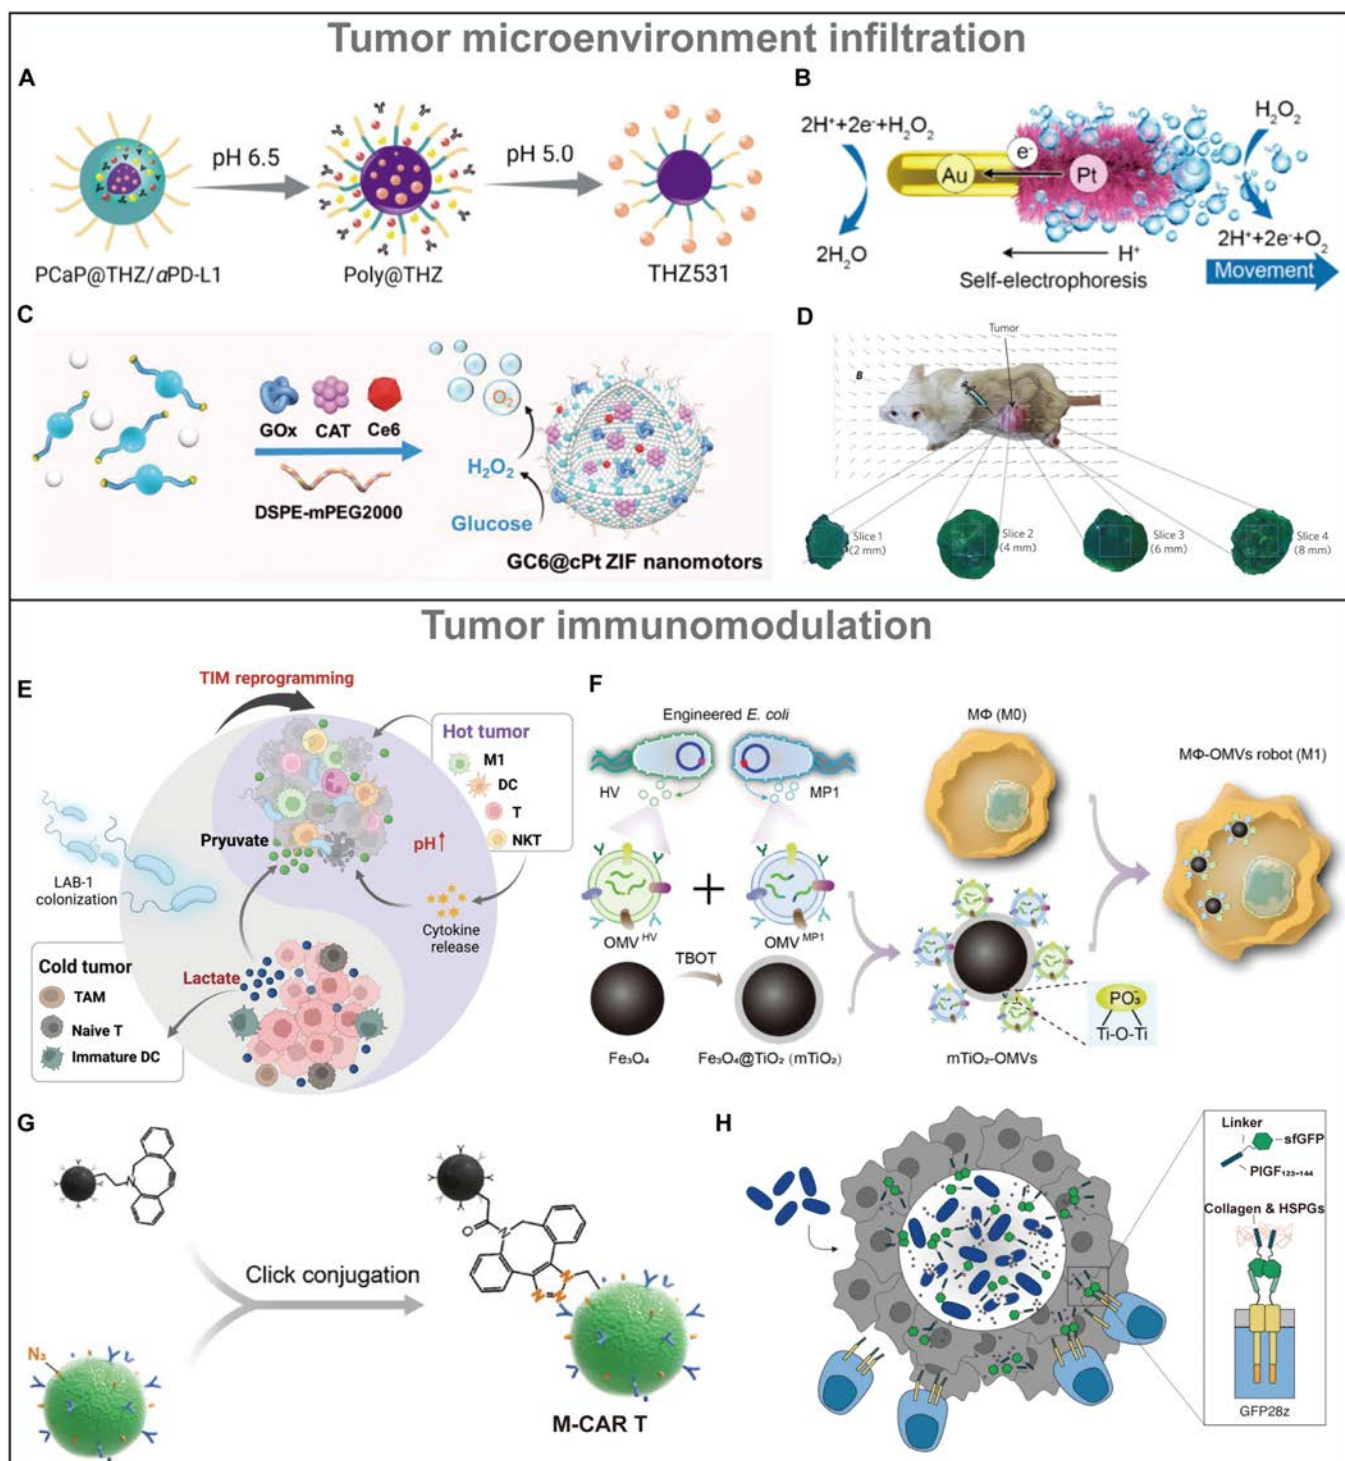 Tumor microenvironment infiltration
A
pH 6.5
pH 5.0
PCaP@THZ/αPD-L1
Poly@THZ
THZ531
B
2H⁺+2e⁻+H₂O₂
H₂O₂
e⁻
Au
Pt
2H₂O
H⁺
2H⁺+2e⁻+O₂
Self-electrophoresis
Movement
C
O₂
GOx CAT Ce6
H₂O₂
DSPE-mPEG2000
Glucose
GC6@cPt ZIF nanomotors
D
Tumor
B
Slice 1
(2 mm)
Slice 2
(4 mm)
Slice 3
(6 mm)
Slice 4
(8 mm)
Tumor immunomodulation
E
TIM reprogramming
Hot tumor
M1
DC
T
NKT
Pryuvate
pH↑
LAB-1
colonization
Cytokine
release
Cold tumor
TAM
Naive T
Immature DC
Lactate
F
Engineered E. coli
HV
MP1
MΦ (M0)
MΦ-OMVs robot (M1)
+
OMV HV
OMV MP1
TBOT
PO₃⁻
Ti-O-Ti
Fe₃O₄
Fe₃O₄@TiO₂ (mTiO₂)
mTiO₂-OMVs
G
N
O
N
N=N
Click conjugation
N₃
M-CAR T
H
Linker
sfGFP
PlGF₁₂₃₋₁₄₄
Collagen & HSPGs
GFP28z